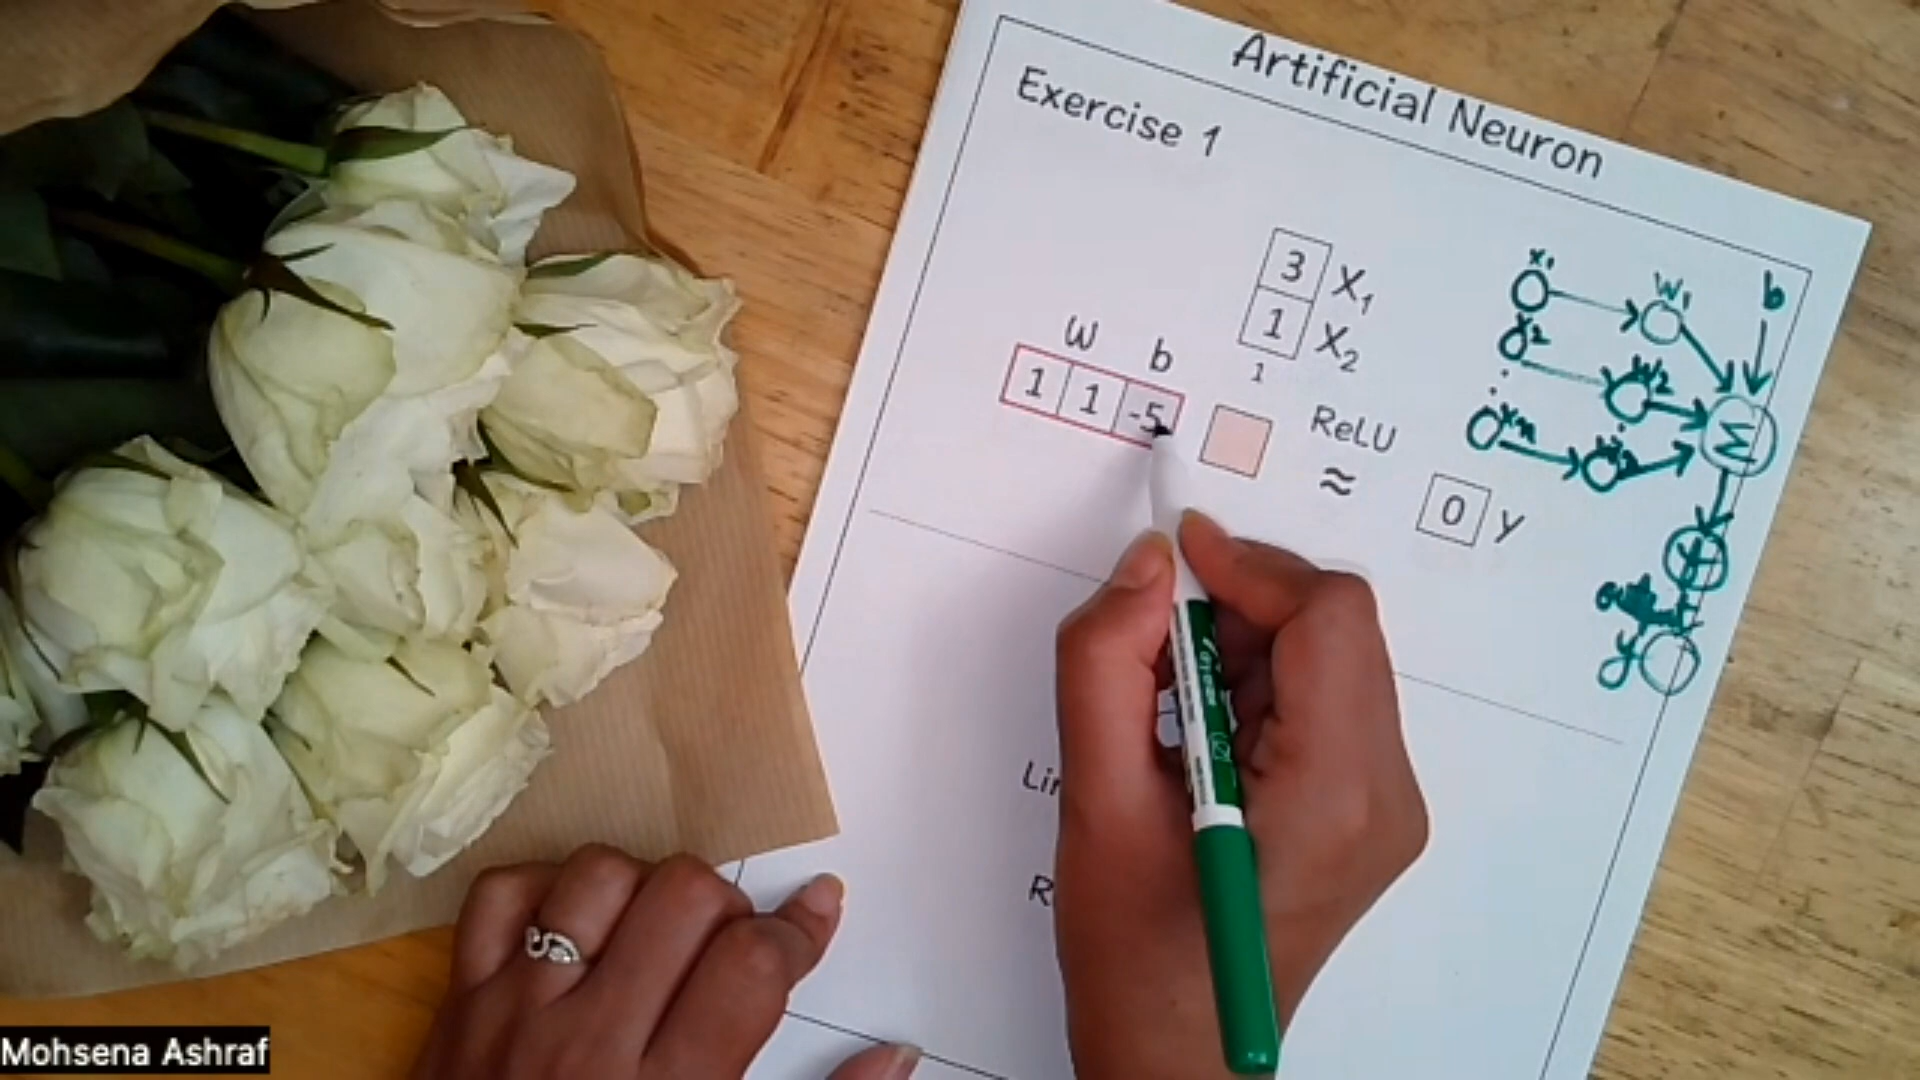 Artificial Neuron
Exercise 1
3 X1
1 X2
1
W b
1 1 -5
ReLU
≈
0 y
x1
w1
b
x2
w2
xn
Σ
y
Mohsena Ashraf